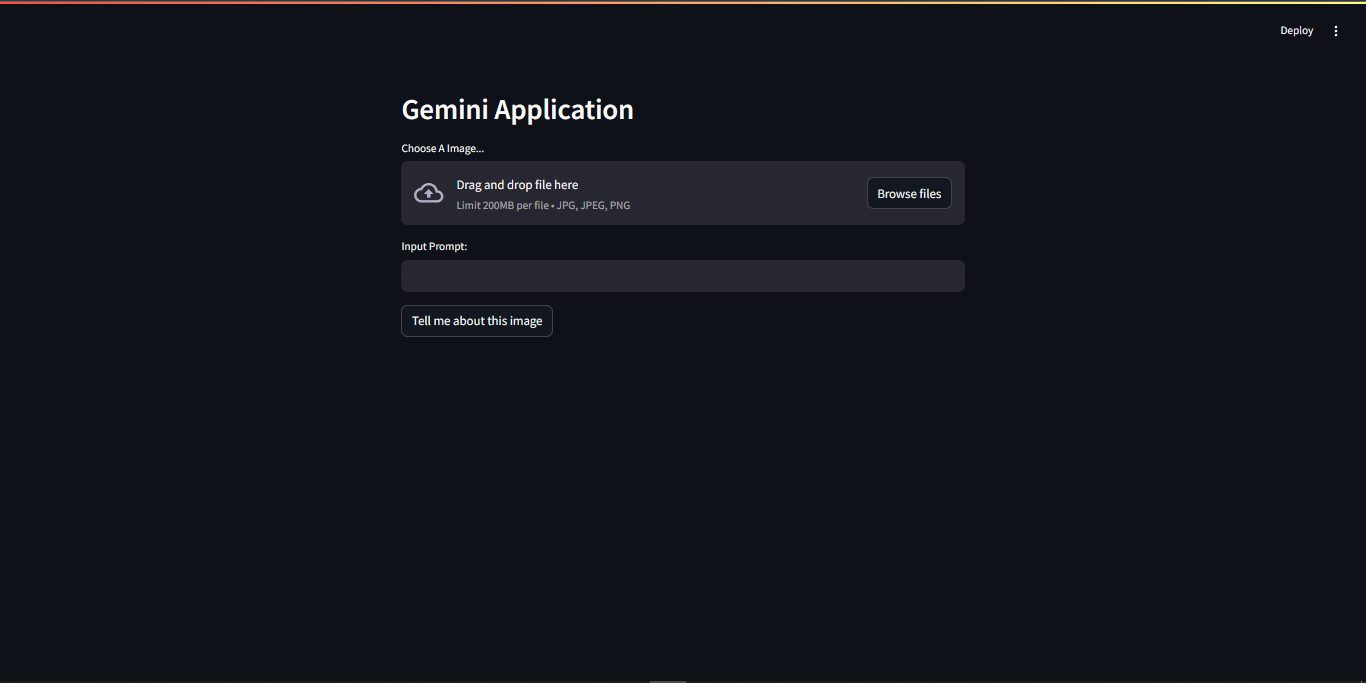 Deploy
Gemini Application
Choose A Image...
Drag and drop file here
Limit 200MB per file • JPG, JPEG, PNG
Browse files
Input Prompt:
Tell me about this image